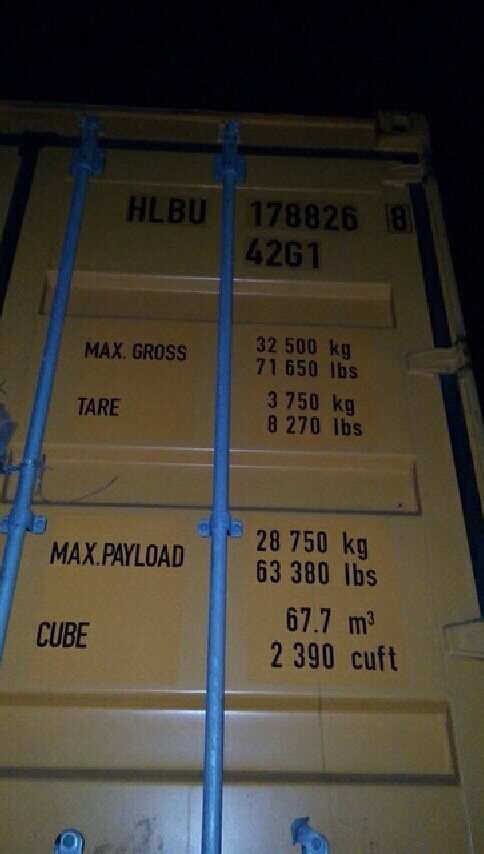 HLBU 178826 8
42G1
MAX. GROSS 32 500 kg
71 650 lbs
TARE 3 750 kg
8 270 lbs
MAX.PAYLOAD 28 750 kg
63 380 lbs
CUBE 67.7 m³
2 390 cuft